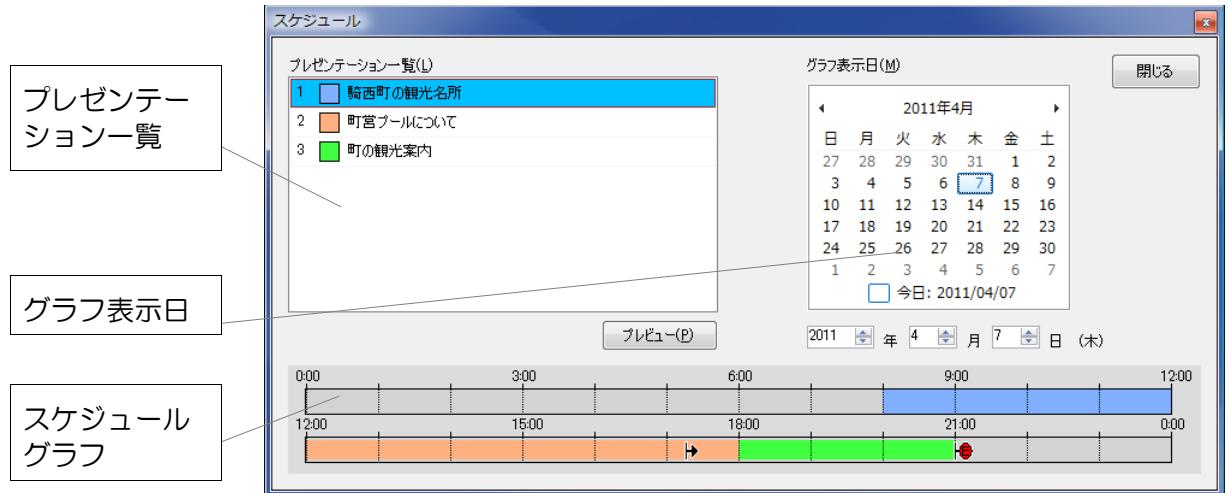 スケジュール
プレゼンテーション一覧(L)
1 騎西町の観光名所
2 町営プールについて
3 町の観光案内
プレビュー(P)
グラフ表示日(M)
閉じる
2011年4月
日 月 火 水 木 金 土
27 28 29 30 31 1 2
3 4 5 6 7 8 9
10 11 12 13 14 15 16
17 18 19 20 21 22 23
24 25 26 27 28 29 30
1 2 3 4 5 6 7
今日: 2011/04/07
2011 年 4 月 7 日 (木)
0:00 3:00 6:00 9:00 12:00
12:00 15:00 18:00 21:00 0:00
E
プレゼンテー
ション一覧
グラフ表示日
スケジュール
グラフ